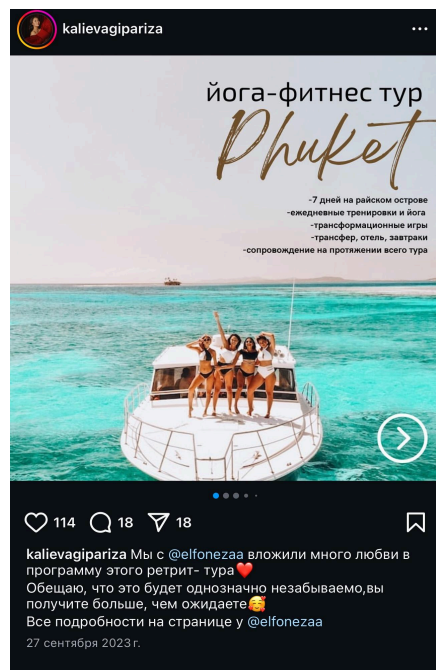 kalievagipariza
йога-фитнес тур
Phuket
-7 дней на райском острове
-ежедневные тренировки и йога
-трансформационные игры
-трансфер, отель, завтраки
-сопровождение на протяжении всего тура
114 18 18
kalievagipariza Мы с @elfonezaa вложили много любви в
программу этого ретрит- тура❤️
Обещаю, что это будет однозначно незабываемо,вы
получите больше, чем ожидаете🥰
Все подробности на странице у @elfonezaa
27 сентября 2023 г.